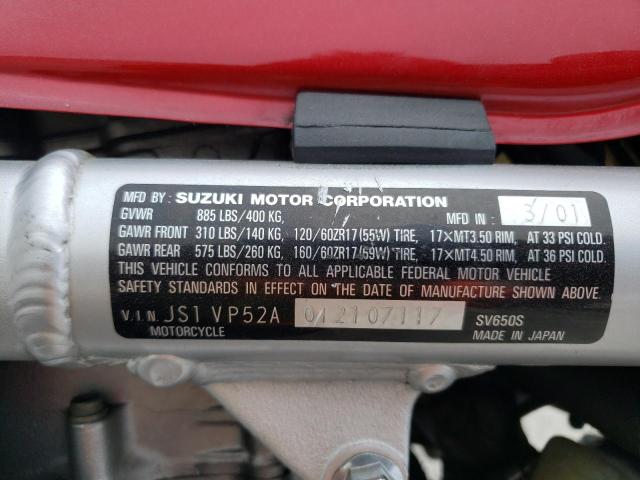 MFD BY: SUZUKI MOTOR CORPORATION
GVWR 885 LBS/400 KG, MFD IN 3/01
GAWR FRONT 310 LBS/140 KG, 120/60ZR17(55W) TIRE, 17×MT3.50 RIM, AT 33 PSI COLD.
GAWR REAR 575 LBS/260 KG, 160/60ZR17(69W) TIRE, 17×MT4.50 RIM, AT 36 PSI COLD.
THIS VEHICLE CONFORMS TO ALL APPLICABLE FEDERAL MOTOR VEHICLE
SAFETY STANDARDS IN EFFECT ON THE DATE OF MANUFACTURE SHOWN ABOVE.
V.I.N. JS1VP52A 012107117 SV650S
MOTORCYCLE MADE IN JAPAN